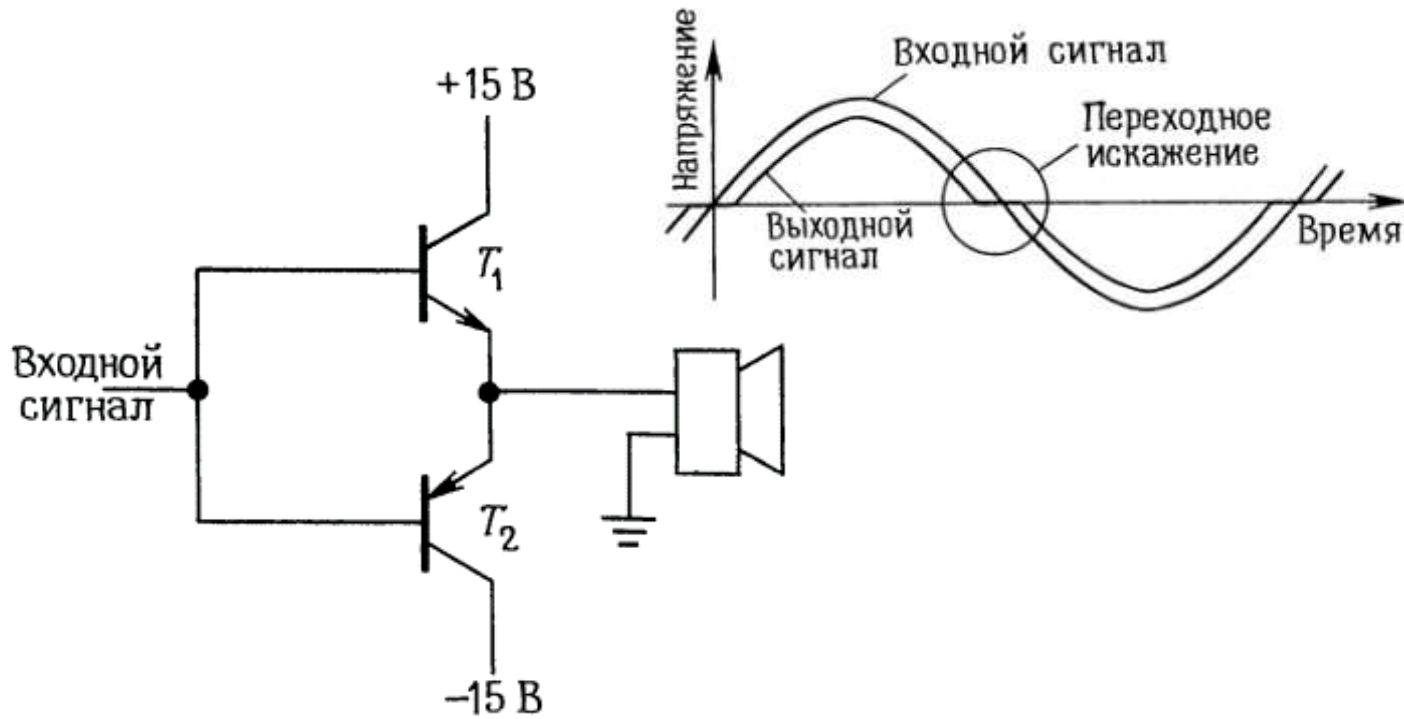 +15 В
T₁
Входной
сигнал
T₂
−15 В
Напряжение
Входной сигнал
Переходное
искажение
Выходной
сигнал
Время